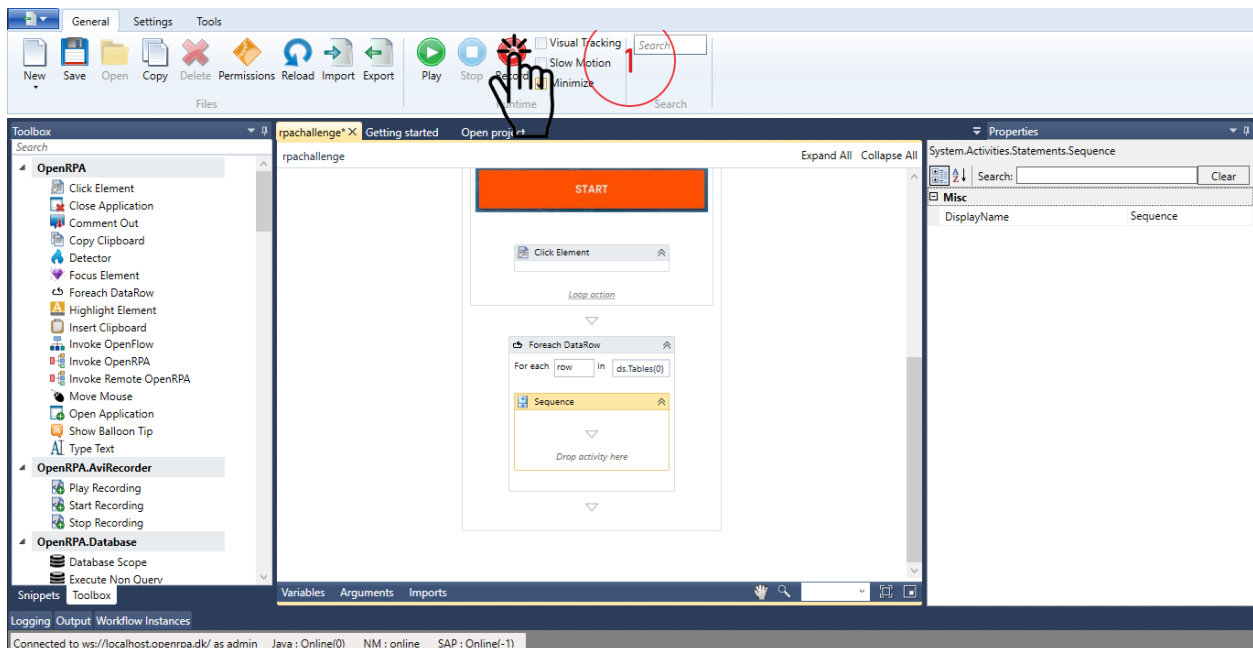 General Settings Tools
New Save Open Copy Delete Permissions Reload Import Export Play Stop Record
Visual Tracking
Slow Motion
Minimize
Search
1
Files Runtime Search
Toolbox
Search
OpenRPA
Click Element
Close Application
Comment Out
Copy Clipboard
Detector
Focus Element
Foreach DataRow
Highlight Element
Insert Clipboard
Invoke OpenFlow
Invoke OpenRPA
Invoke Remote OpenRPA
Move Mouse
Open Application
Show Balloon Tip
Type Text
OpenRPA.AviRecorder
Play Recording
Start Recording
Stop Recording
OpenRPA.Database
Database Scope
Execute Non Query
Snippets Toolbox
rpachallenge* Getting started Open project
rpachallenge Expand All Collapse All
START
Click Element
Loop action
Foreach DataRow
For each row in ds.Tables(0)
Sequence
Drop activity here
Variables Arguments Imports
Properties
System.Activities.Statements.Sequence
Search: Clear
Misc
DisplayName Sequence
Logging Output Workflow Instances
Connected to ws://localhost.openrpa.dk/ as admin Java : Online(0) NM : online SAP : Online(-1)